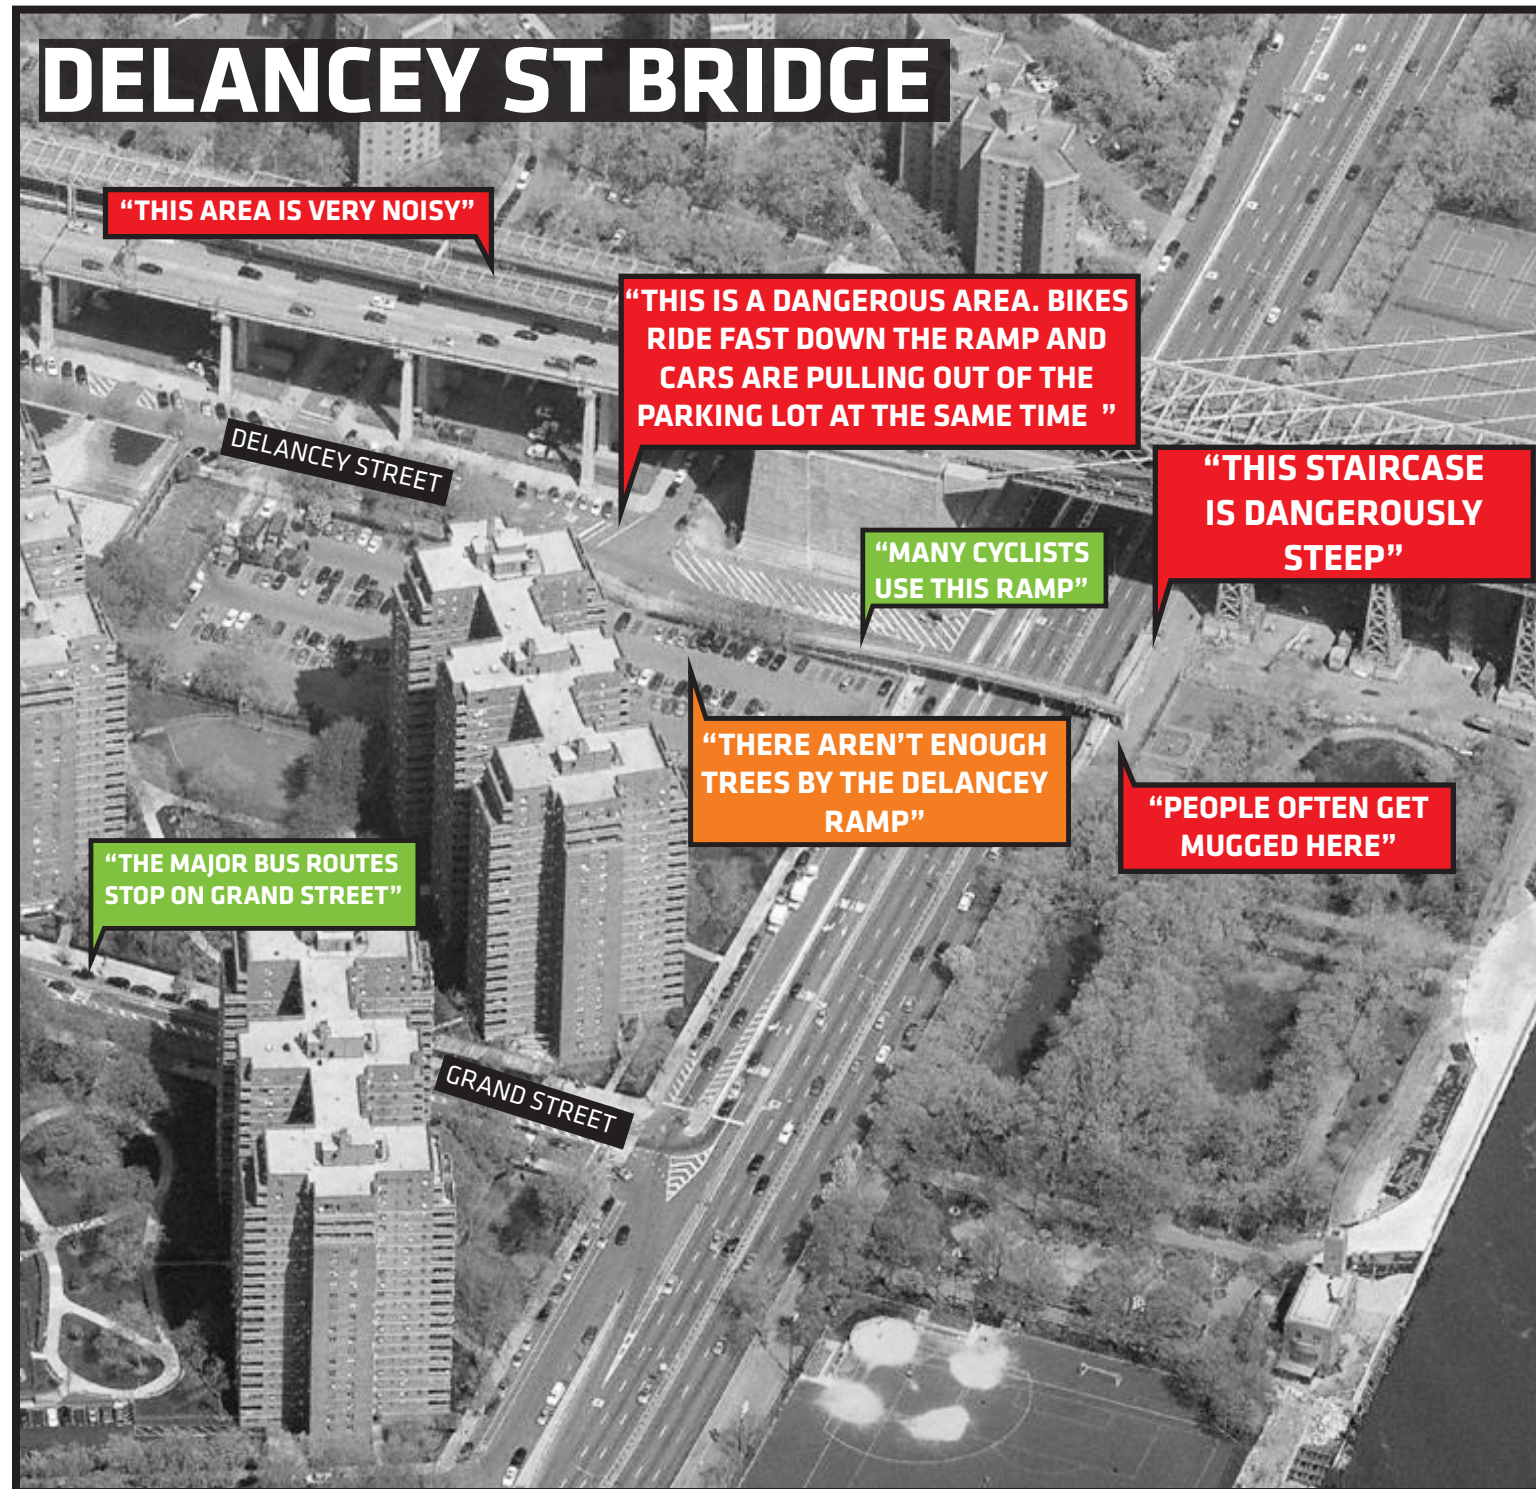 DELANCEY ST BRIDGE
“THIS AREA IS VERY NOISY”
“THIS IS A DANGEROUS AREA. BIKES
RIDE FAST DOWN THE RAMP AND
CARS ARE PULLING OUT OF THE
PARKING LOT AT THE SAME TIME ”
DELANCEY STREET
“THIS STAIRCASE
IS DANGEROUSLY
STEEP”
“MANY CYCLISTS
USE THIS RAMP”
“THERE AREN’T ENOUGH
TREES BY THE DELANCEY
RAMP”
“PEOPLE OFTEN GET
MUGGED HERE”
“THE MAJOR BUS ROUTES
STOP ON GRAND STREET”
GRAND STREET